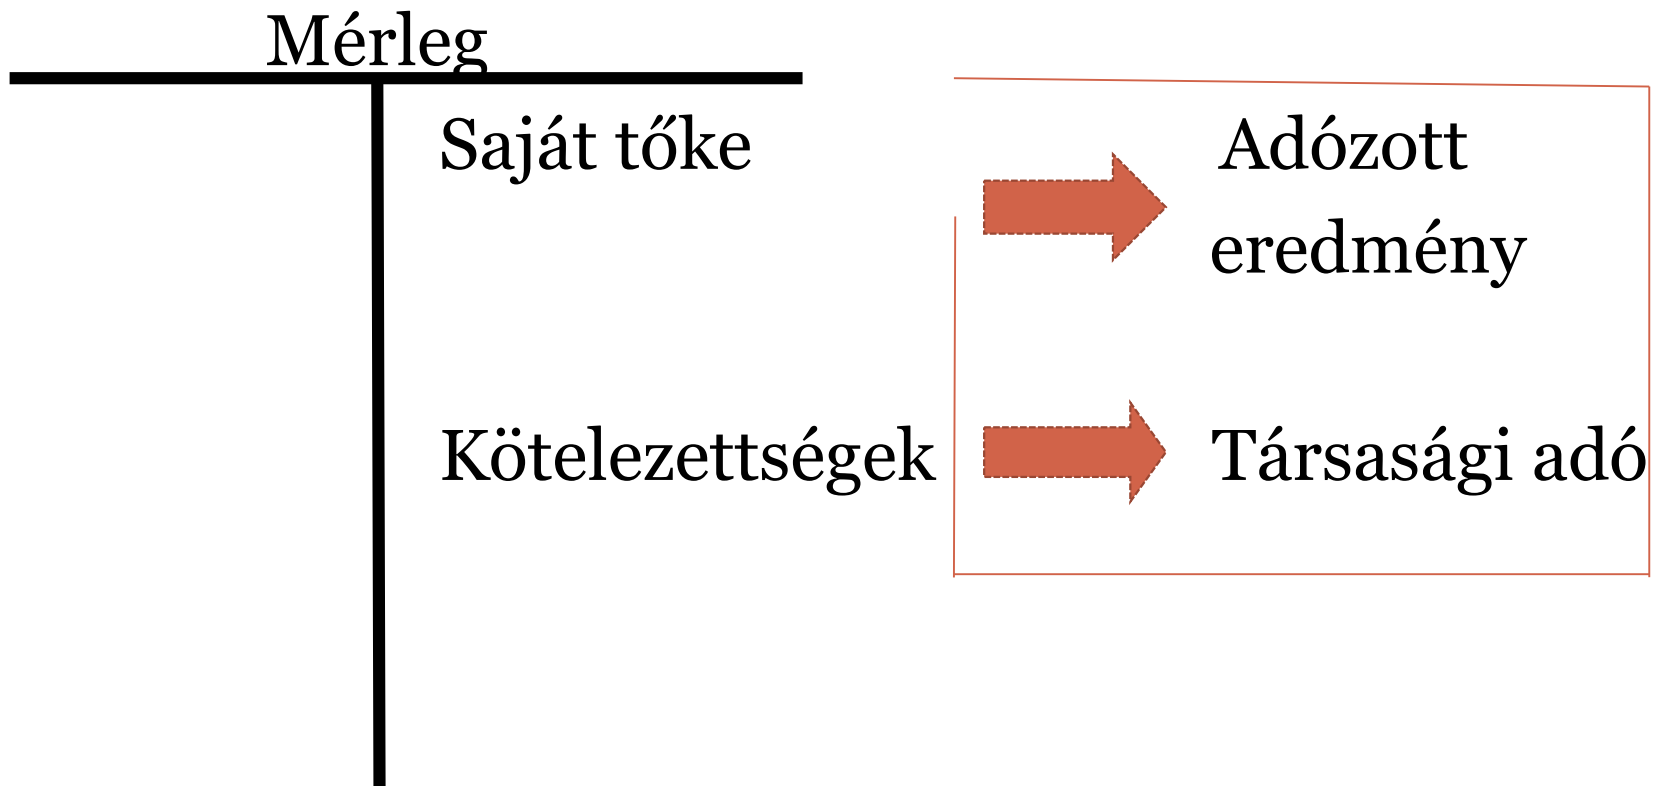 Mérleg
Saját tőke
Adózott
eredmény
Kötelezettségek
Társasági adó